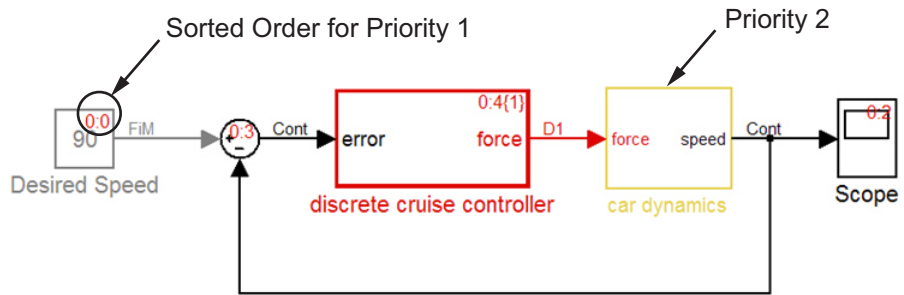 Sorted Order for Priority 1
Priority 2
0:0
90
FiM
Desired Speed
0:3
Cont
0:4{1}
error
force
D1
discrete cruise controller
force
speed
car dynamics
Cont
0:2
Scope